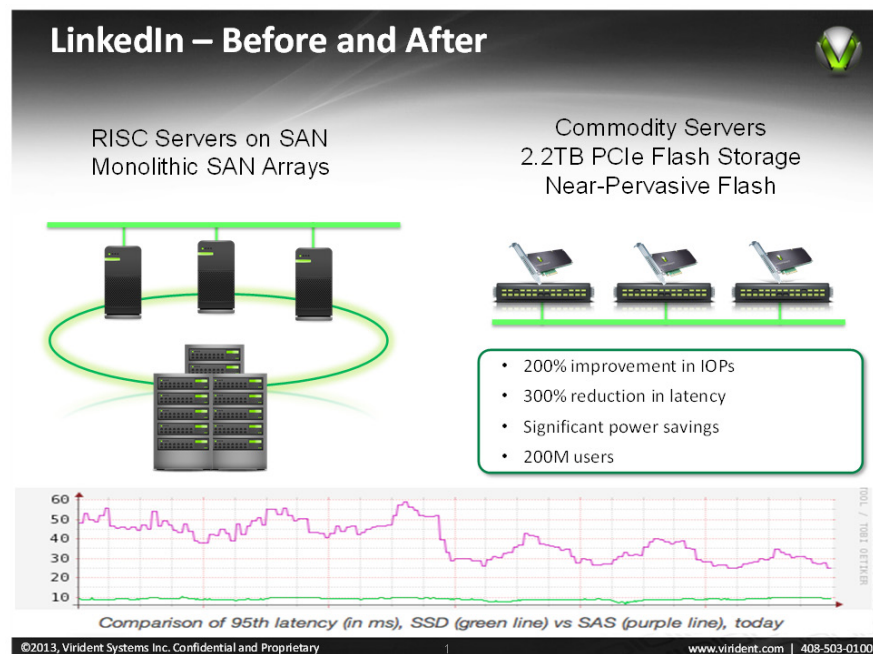 LinkedIn – Before and After
RISC Servers on SAN
Monolithic SAN Arrays
Commodity Servers
2.2TB PCIe Flash Storage
Near-Pervasive Flash
• 200% improvement in IOPs
• 300% reduction in latency
• Significant power savings
• 200M users
60
50
40
30
20
10
TOOL / TOBI OETIKER
Comparison of 95th latency (in ms), SSD (green line) vs SAS (purple line), today
©2013, Virident Systems Inc. Confidential and Proprietary
1
www.virident.com | 408-503-0100